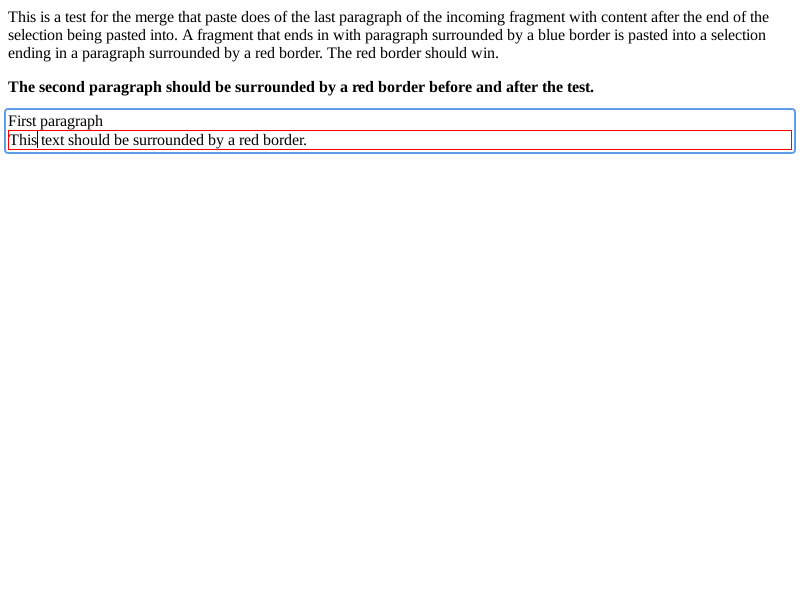 This is a test for the merge that paste does of the last paragraph of the incoming fragment with content after the end of the
selection being pasted into. A fragment that ends in with paragraph surrounded by a blue border is pasted into a selection
ending in a paragraph surrounded by a red border. The red border should win.
The second paragraph should be surrounded by a red border before and after the test.
First paragraph
This text should be surrounded by a red border.